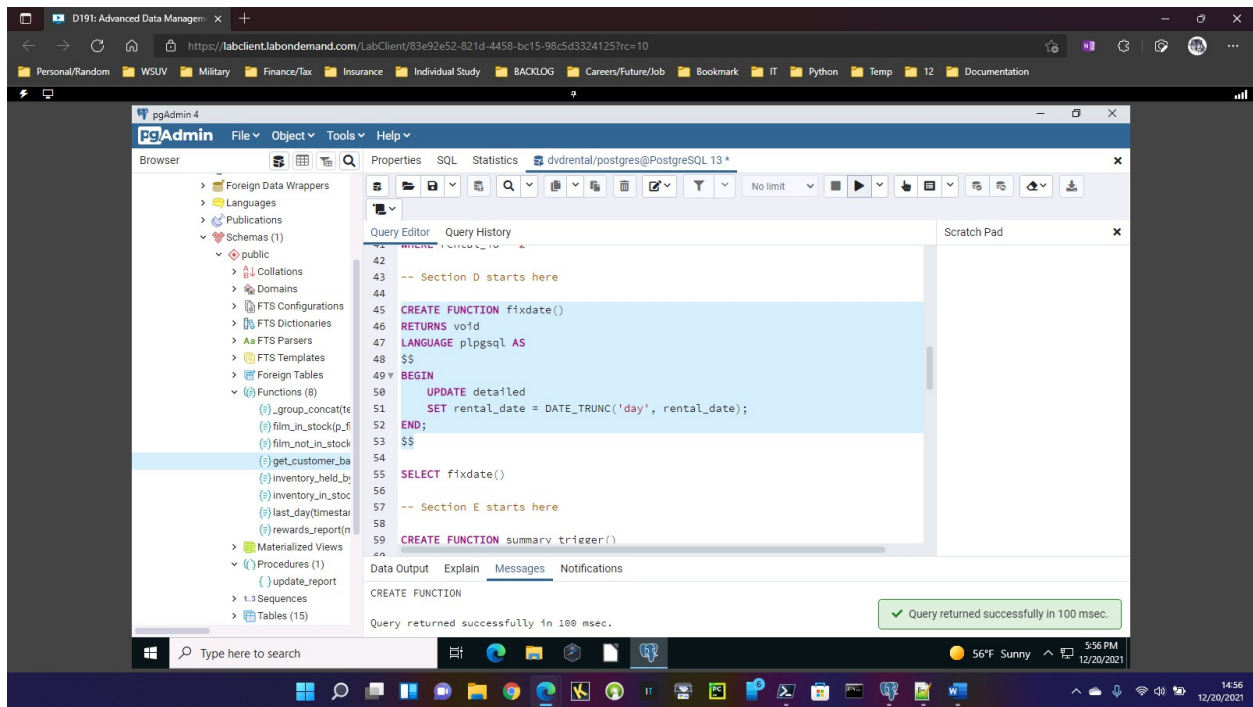 D191: Advanced Data Managem
https://labclient.labondemand.com/LabClient/83e92e52-821d-4458-bc15-98c5d3324125?rc=10
Personal/Random WSUV Military Finance/Tax Insurance Individual Study BACKLOG Careers/Future/Job Bookmark IT Python Temp 12 Documentation
pgAdmin 4
pgAdmin File Object Tools Help
Browser Properties SQL Statistics dvdrental/postgres@PostgreSQL 13 *
No limit
Query Editor Query History Scratch Pad
Foreign Data Wrappers
Languages
Publications
Schemas (1)
public
Collations
Domains
FTS Configurations
FTS Dictionaries
FTS Parsers
FTS Templates
Foreign Tables
Functions (8)
_group_concat(te
film_in_stock(p_fi
film_not_in_stock
get_customer_ba
inventory_held_by
inventory_in_stoc
last_day(timestar
rewards_report(m
Materialized Views
Procedures (1)
update_report
1..3 Sequences
Tables (15)
41 WHERE rental_id = 2
42
43 -- Section D starts here
44
45 CREATE FUNCTION fixdate()
46 RETURNS void
47 LANGUAGE plpgsql AS
48 $$
49 BEGIN
50 UPDATE detailed
51 SET rental_date = DATE_TRUNC('day', rental_date);
52 END;
53 $$
54
55 SELECT fixdate()
56
57 -- Section E starts here
58
59 CREATE FUNCTION summary_trigger()
60
Data Output Explain Messages Notifications
CREATE FUNCTION
Query returned successfully in 100 msec.
Query returned successfully in 100 msec.
Type here to search
56°F Sunny
5:56 PM
12/20/2021
14:56
12/20/2021